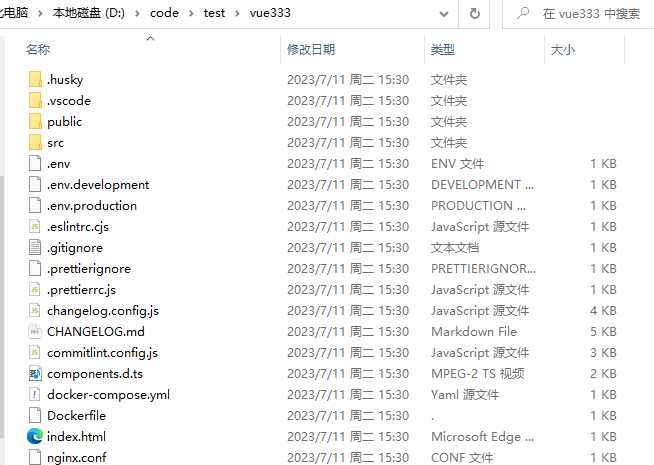 电脑 > 本地磁盘 (D:) > code > test > vue333 在 vue333 中搜索
名称 修改日期 类型 大小
.husky 2023/7/11 周二 15:30 文件夹
.vscode 2023/7/11 周二 15:30 文件夹
public 2023/7/11 周二 15:30 文件夹
src 2023/7/11 周二 15:30 文件夹
.env 2023/7/11 周二 15:30 ENV 文件 1 KB
.env.development 2023/7/11 周二 15:30 DEVELOPMENT ... 1 KB
.env.production 2023/7/11 周二 15:30 PRODUCTION ... 1 KB
.eslintrc.cjs 2023/7/11 周二 15:30 JavaScript 源文件 1 KB
.gitignore 2023/7/11 周二 15:30 文本文档 1 KB
.prettierignore 2023/7/11 周二 15:30 PRETTIERIGNOR... 1 KB
.prettierrc.js 2023/7/11 周二 15:30 JavaScript 源文件 1 KB
changelog.config.js 2023/7/11 周二 15:30 JavaScript 源文件 4 KB
CHANGELOG.md 2023/7/11 周二 15:30 Markdown File 5 KB
commitlint.config.js 2023/7/11 周二 15:30 JavaScript 源文件 3 KB
components.d.ts 2023/7/11 周二 15:30 MPEG-2 TS 视频 2 KB
docker-compose.yml 2023/7/11 周二 15:30 Yaml 源文件 1 KB
Dockerfile 2023/7/11 周二 15:30 . 1 KB
index.html 2023/7/11 周二 15:30 Microsoft Edge ... 1 KB
nginx.conf 2023/7/11 周二 15:30 CONF 文件 1 KB